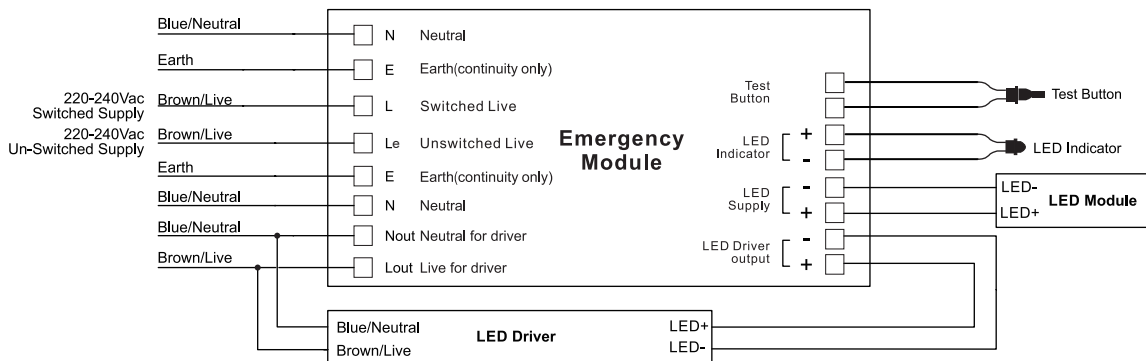 Blue/Neutral
N Neutral
Earth
E Earth(continuity only)
220-240Vac
Switched Supply
Brown/Live
L Switched Live
220-240Vac
Un-Switched Supply
Brown/Live
Le Unswitched Live
Earth
E Earth(continuity only)
Blue/Neutral
N Neutral
Blue/Neutral
Nout Neutral for driver
Brown/Live
Lout Live for driver
Emergency
Module
Test
Button
Test Button
LED
Indicator
+
-
LED Indicator
LED
Supply
-
+
LED-
LED+
LED Module
LED Driver
output
-
+
Blue/Neutral
Brown/Live
LED Driver
LED+
LED-